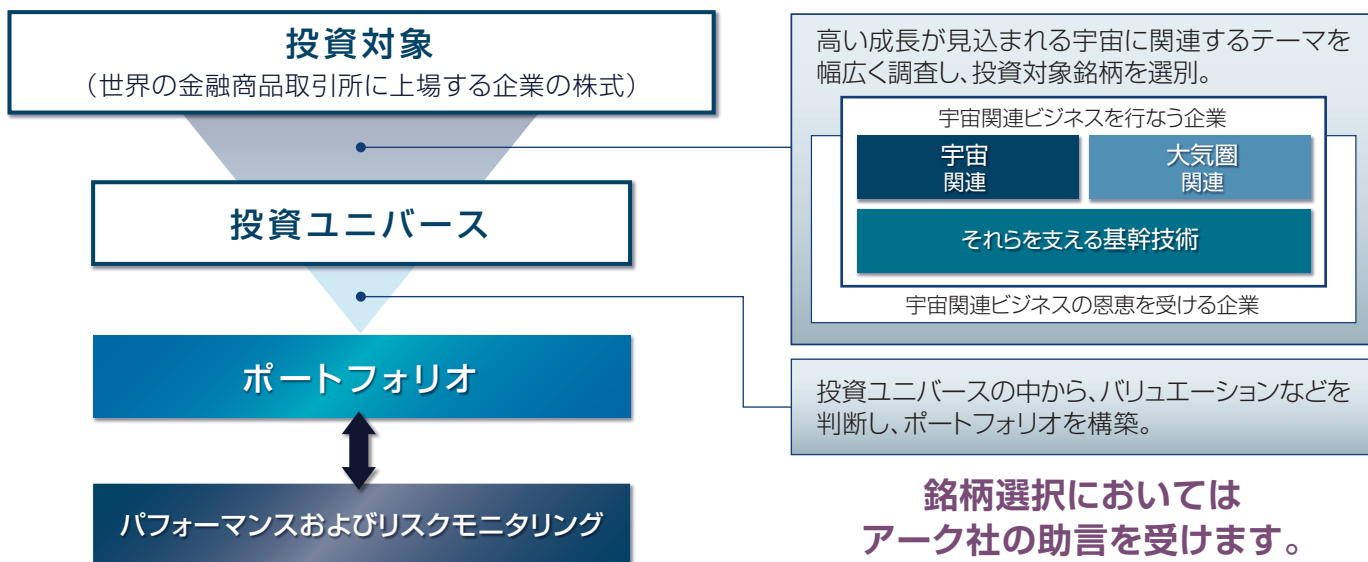 投資対象
（世界の金融商品取引所に上場する企業の株式）
投資ユニバース
ポートフォリオ
パフォーマンスおよびリスクモニタリング
高い成長が見込まれる宇宙に関連するテーマを
幅広く調査し、投資対象銘柄を選別。
宇宙関連ビジネスを行なう企業
宇宙
関連
大気圏
関連
それらを支える基幹技術
宇宙関連ビジネスの恩恵を受ける企業
投資ユニバースの中から、バリュエーションなどを
判断し、ポートフォリオを構築。
銘柄選択においては
アーク社の助言を受けます。